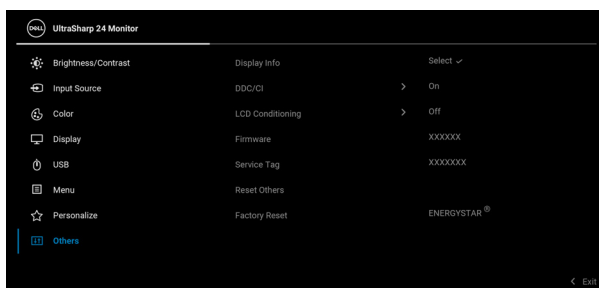 DELL UltraSharp 24 Monitor
Brightness/Contrast Display Info Select ✓
Input Source DDC/CI > On
Color LCD Conditioning > Off
Display Firmware XXXXXX
USB Service Tag XXXXXXX
Menu Reset Others
Personalize Factory Reset ENERGYSTAR ®
Others
< Exit